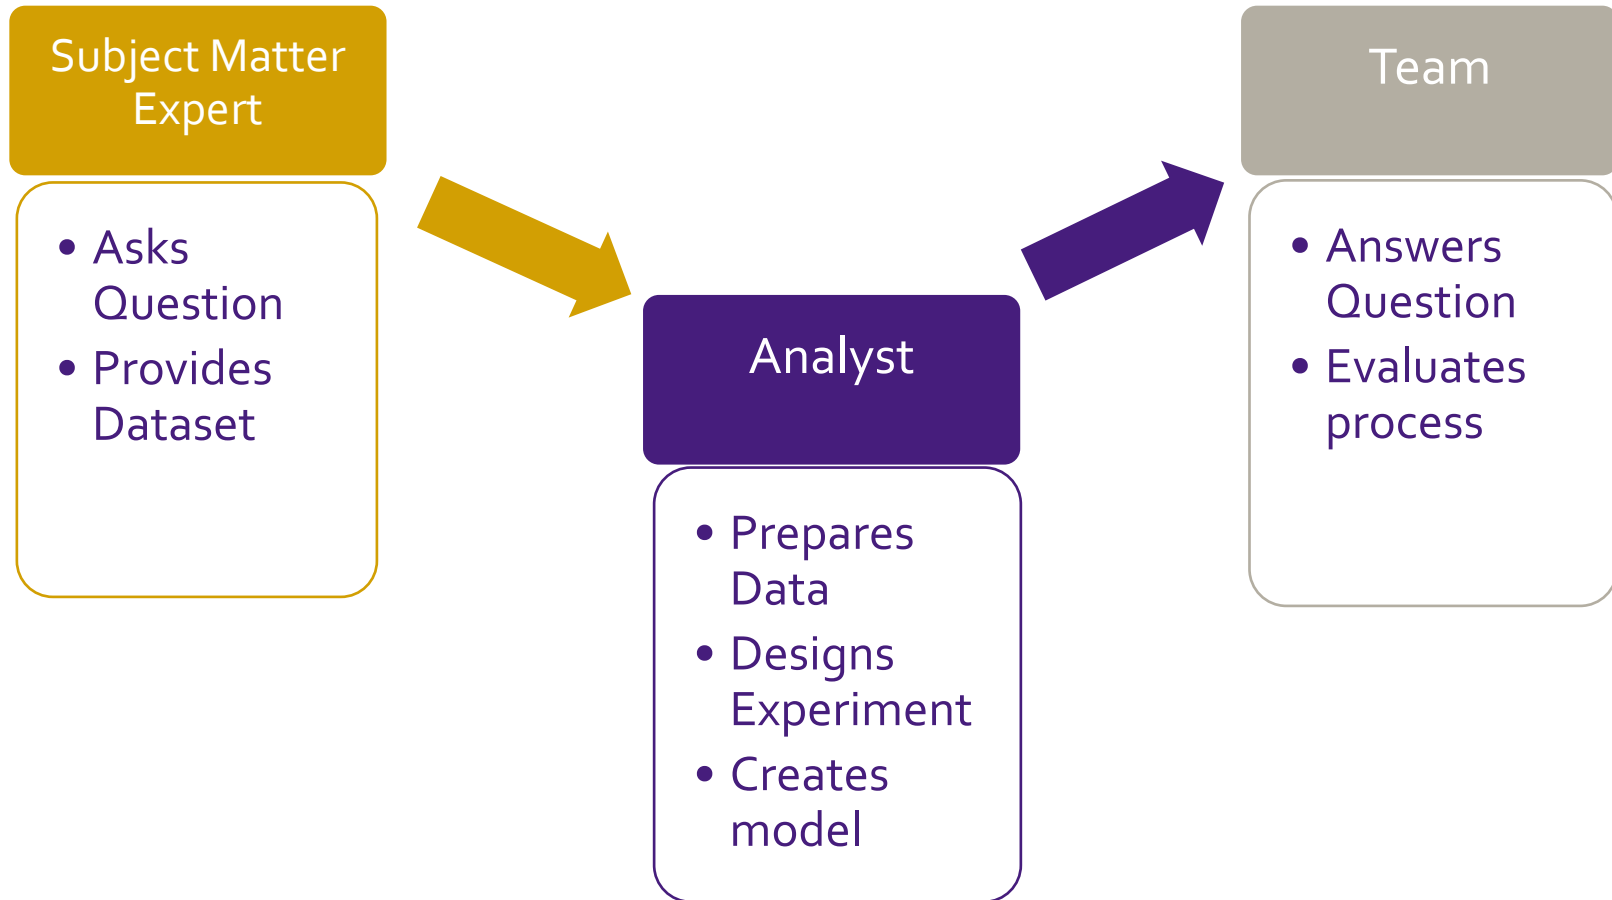 Subject Matter
Expert
• Asks
Question
• Provides
Dataset
Analyst
• Prepares
Data
• Designs
Experiment
• Creates
model
Team
• Answers
Question
• Evaluates
process